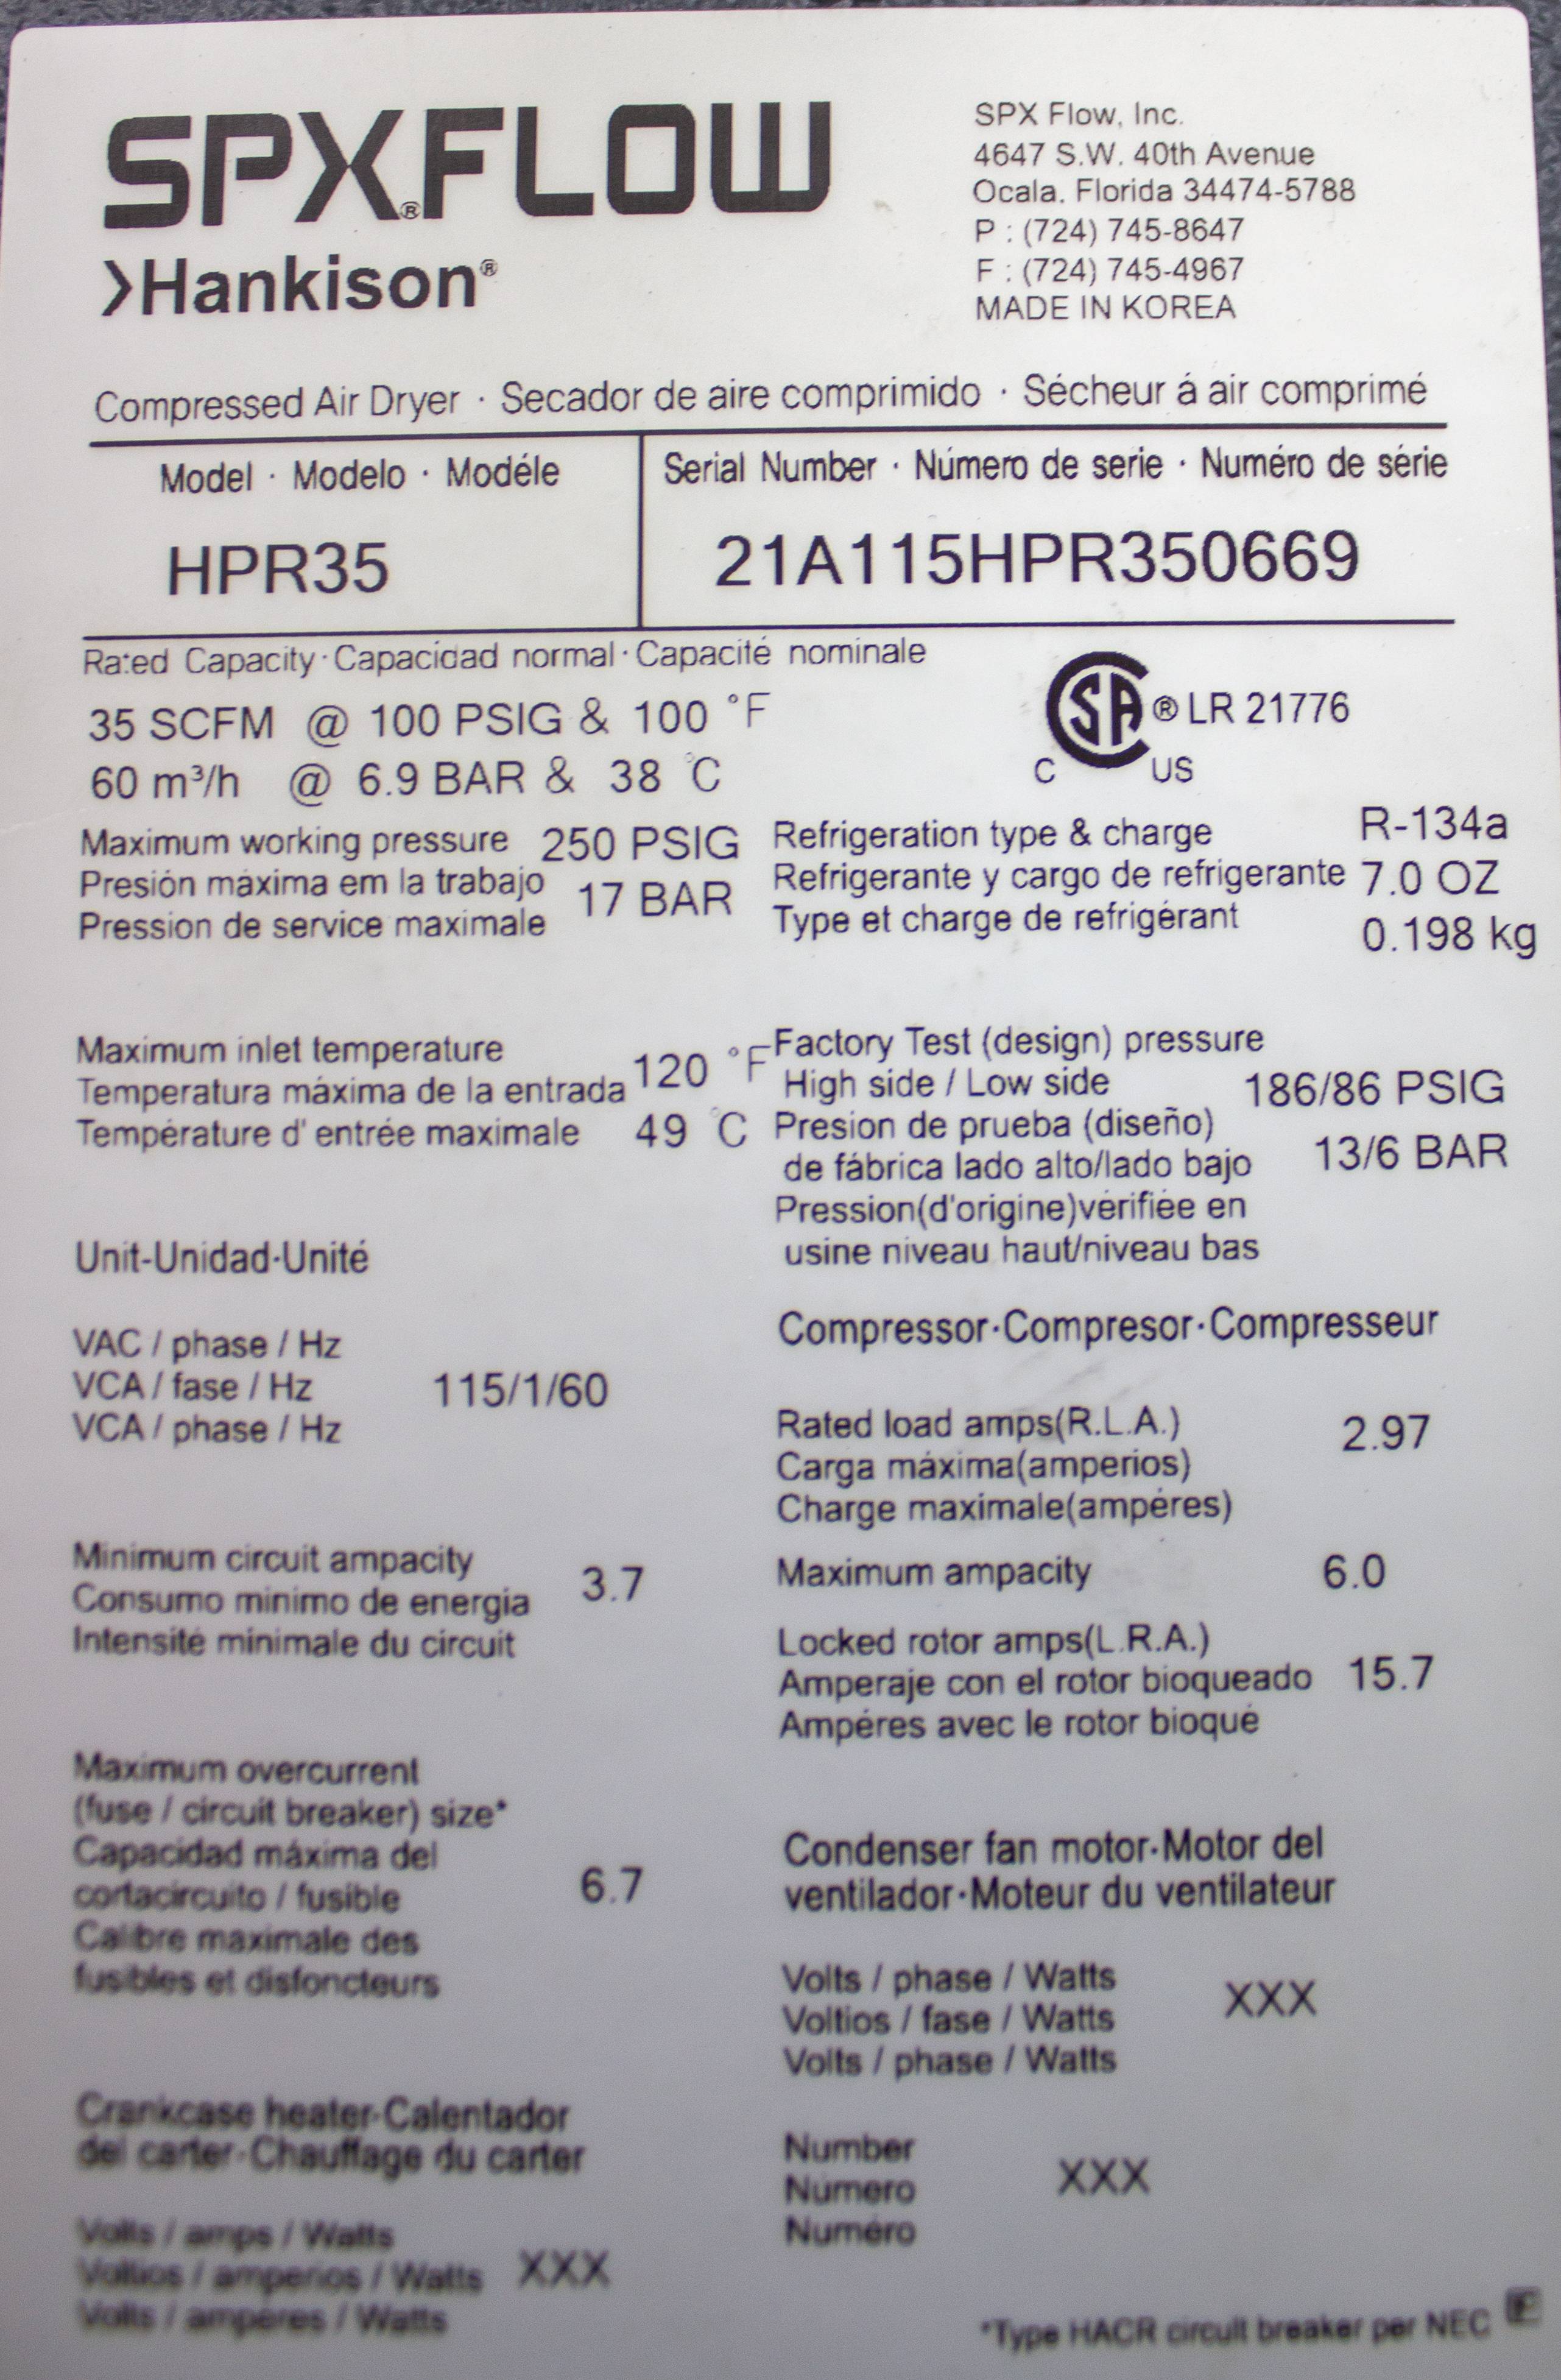 SPXFLOW®
>Hankison®
SPX Flow, Inc.
4647 S.W. 40th Avenue
Ocala, Florida 34474-5788
P : (724) 745-8647
F : (724) 745-4967
MADE IN KOREA
Compressed Air Dryer · Secador de aire comprimido · Sécheur á air comprimé
Model · Modelo · Modéle
HPR35
Serial Number · Número de serie · Numéro de série
21A115HPR350669
Rated Capacity · Capacidad normal · Capacité nominale
35 SCFM @ 100 PSIG & 100 °F
60 m³/h @ 6.9 BAR & 38 °C
SA ® LR 21776
C US
Maximum working pressure 250 PSIG
Presión máxima em la trabajo 17 BAR
Pression de service maximale
Refrigeration type & charge R-134a
Refrigerante y cargo de refrigerante 7.0 OZ
Type et charge de refrigérant 0.198 kg
Maximum inlet temperature
Temperatura máxima de la entrada 120 °F
Température d' entrée maximale 49 °C
Factory Test (design) pressure
High side / Low side 186/86 PSIG
Presion de prueba (diseño)
de fábrica lado alto/lado bajo 13/6 BAR
Pression(d'origine)vérifiée en
usine niveau haut/niveau bas
Unit-Unidad·Unité
VAC / phase / Hz
VCA / fase / Hz 115/1/60
VCA / phase / Hz
Compressor·Compresor·Compresseur
Rated load amps(R.L.A.) 2.97
Carga máxima(amperios)
Charge maximale(ampéres)
Minimum circuit ampacity
Consumo minimo de energia 3.7
Intensité minimale du circuit
Maximum ampacity 6.0
Locked rotor amps(L.R.A.)
Amperaje con el rotor bioqueado 15.7
Ampéres avec le rotor bioqué
Maximum overcurrent
(fuse / circuit breaker) size*
Capacidad máxima del
cortacircuito / fusible 6.7
Calibre maximale des
fusibles et disfoncteurs
Condenser fan motor·Motor del
ventilador·Moteur du ventilateur
Volts / phase / Watts
Voltios / fase / Watts XXX
Volts / phase / Watts
Crankcase heater·Calentador
del carter·Chauffage du carter
Volts / amps / Watts
Voltios / amperios / Watts XXX
Volts / ampéres / Watts
Number
Número XXX
Numéro
*Type HACR circuit breaker per NEC